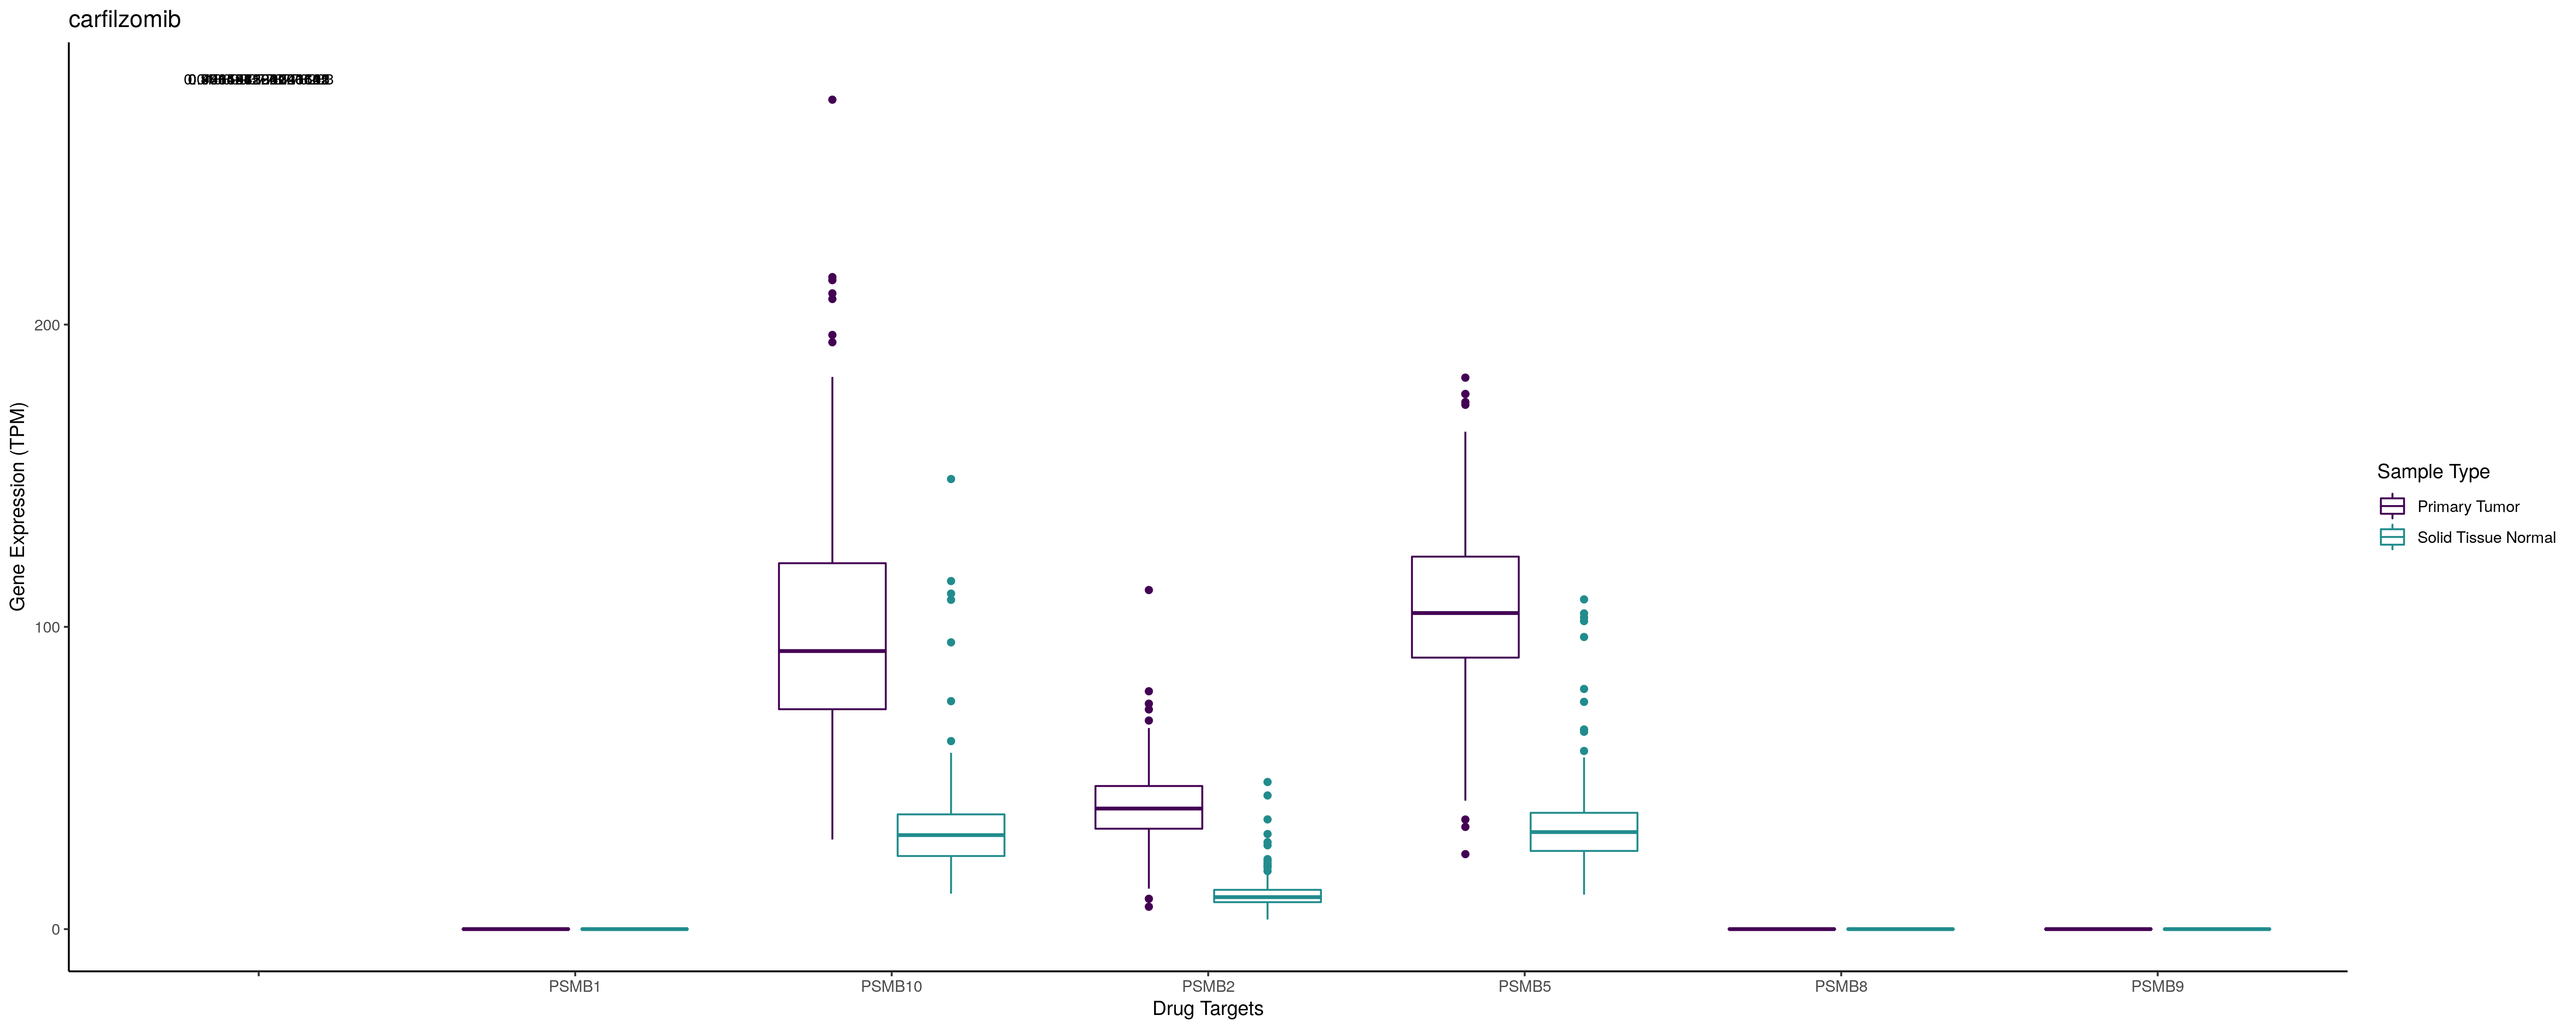 carfilzomib
200
100
0
Gene Expression (TPM)
PSMB1
PSMB10
PSMB2
PSMB5
PSMB8
PSMB9
Drug Targets
Sample Type
Primary Tumor
Solid Tissue Normal